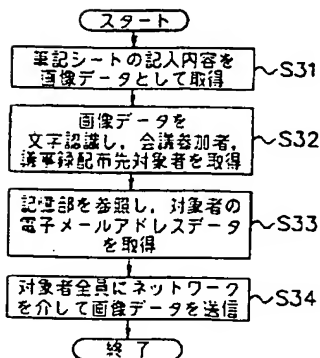 スタート
筆記シートの記入内容を
画像データとして取得
S31
画像データを
文字認識し、会議参加者,
議事録配布先対象者を取得
S32
記憶部を参照し、対象者の
電子メールアドレスデータ
を取得
S33
対象者全員にネットワーク
を介して画像データを送信
S34
終了